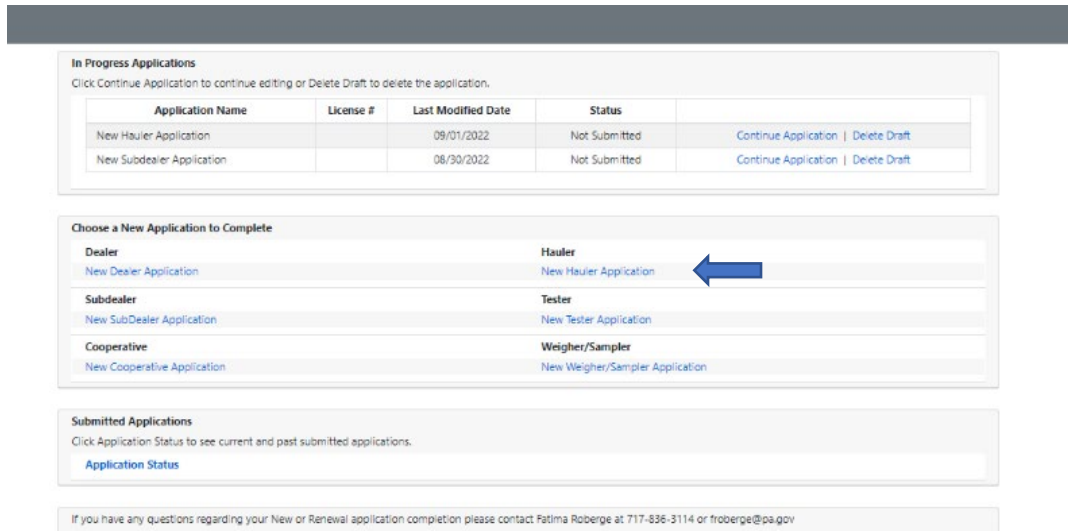 In Progress Applications
Click Continue Application to continue editing or Delete Draft to delete the application.
Application Name License # Last Modified Date Status
New Hauler Application 09/01/2022 Not Submitted Continue Application | Delete Draft
New Subdealer Application 08/30/2022 Not Submitted Continue Application | Delete Draft
Choose a New Application to Complete
Dealer Hauler
New Dealer Application New Hauler Application
Subdealer Tester
New SubDealer Application New Tester Application
Cooperative Weigher/Sampler
New Cooperative Application New Weigher/Sampler Application
Submitted Applications
Click Application Status to see current and past submitted applications.
Application Status
If you have any questions regarding your New or Renewal application completion please contact Fatima Roberge at 717-836-3114 or froberge@pa.gov